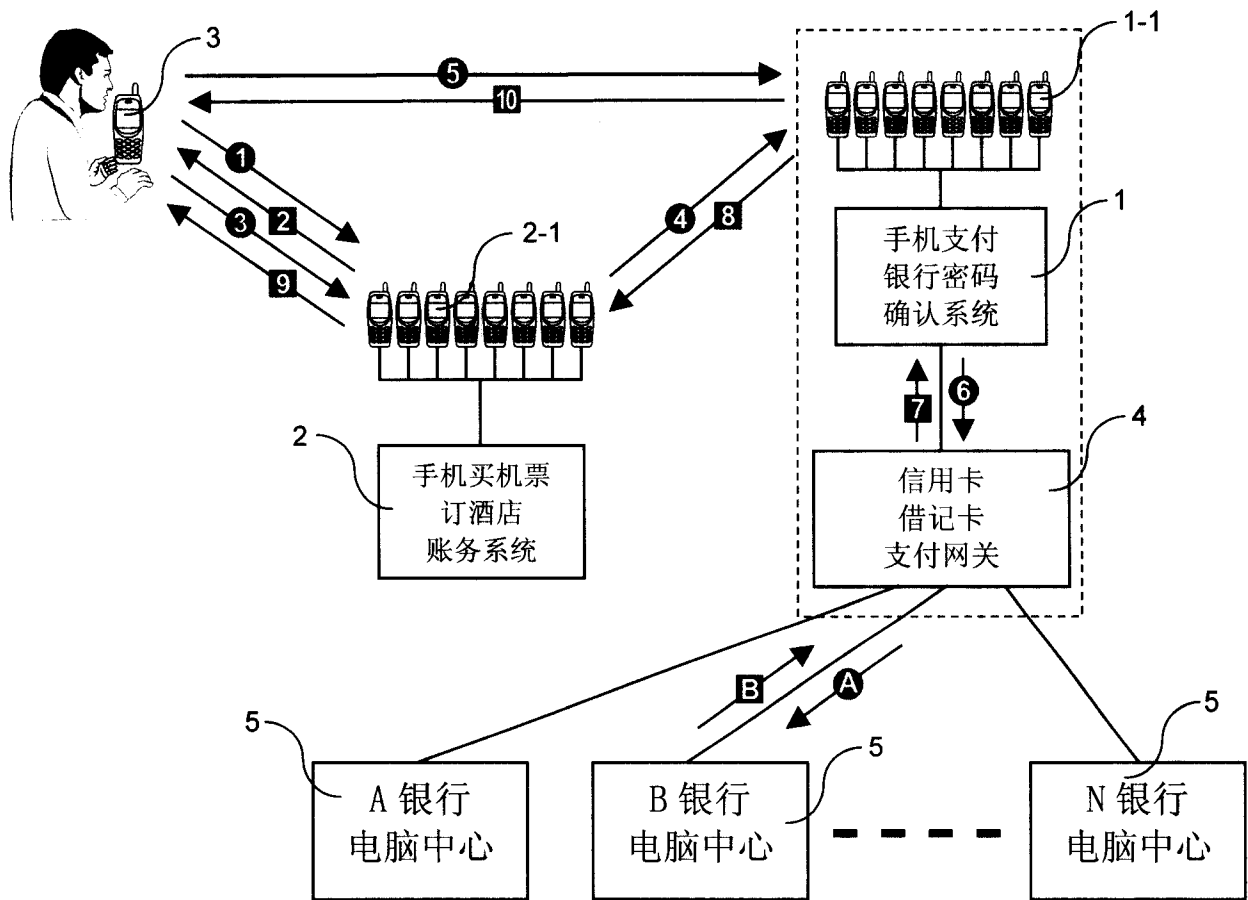 3
1-1
5
10
1
2
3
9
4
8
2-1
1
手机支付
银行密码
确认系统
7
6
2
手机买机票
订酒店
账务系统
4
信用卡
借记卡
支付网关
B
A
5
A 银行
电脑中心
5
B 银行
电脑中心
5
N 银行
电脑中心